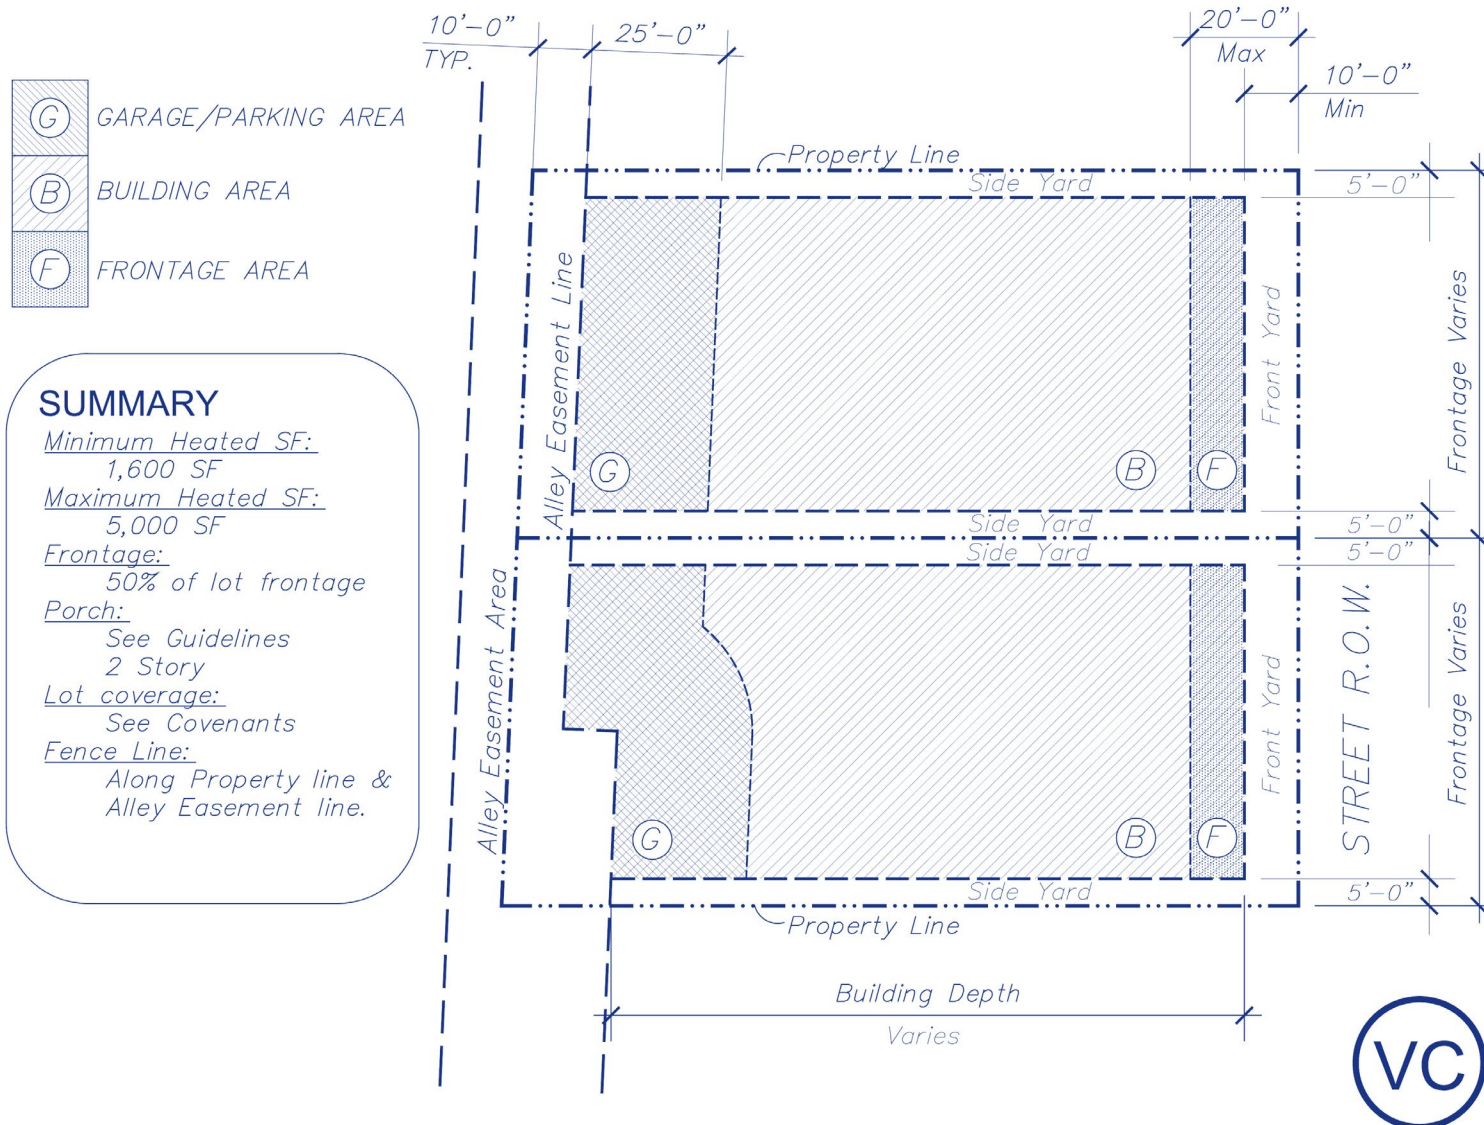 10'-0"
TYP.
25'-0"
20'-0"
Max
10'-0"
Min
G GARAGE/PARKING AREA
B BUILDING AREA
F FRONTAGE AREA
Property Line
Side Yard
5'-0"
Alley Easement Line
Front Yard
Frontage Varies
G
B
F
Side Yard
5'-0"
Side Yard
5'-0"
SUMMARY
Minimum Heated SF:
1,600 SF
Maximum Heated SF:
5,000 SF
Frontage:
50% of lot frontage
Porch:
See Guidelines
2 Story
Lot coverage:
See Covenants
Fence Line:
Along Property line &
Alley Easement line.
Alley Easement Area
Front Yard
STREET R.O.W.
Frontage Varies
G
B
F
Side Yard
5'-0"
Property Line
Building Depth
Varies
VC